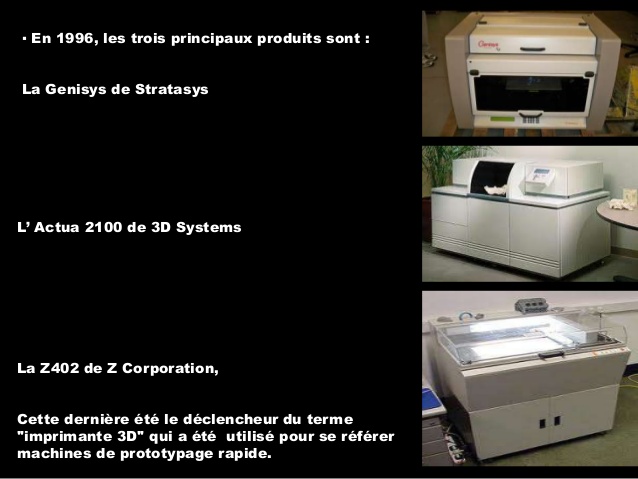 · En 1996, les trois principaux produits sont :
La Genisys de Stratasys
L' Actua 2100 de 3D Systems
La Z402 de Z Corporation,
Cette dernière été le déclencheur du terme
"imprimante 3D" qui a été utilisé pour se référer
machines de prototypage rapide.